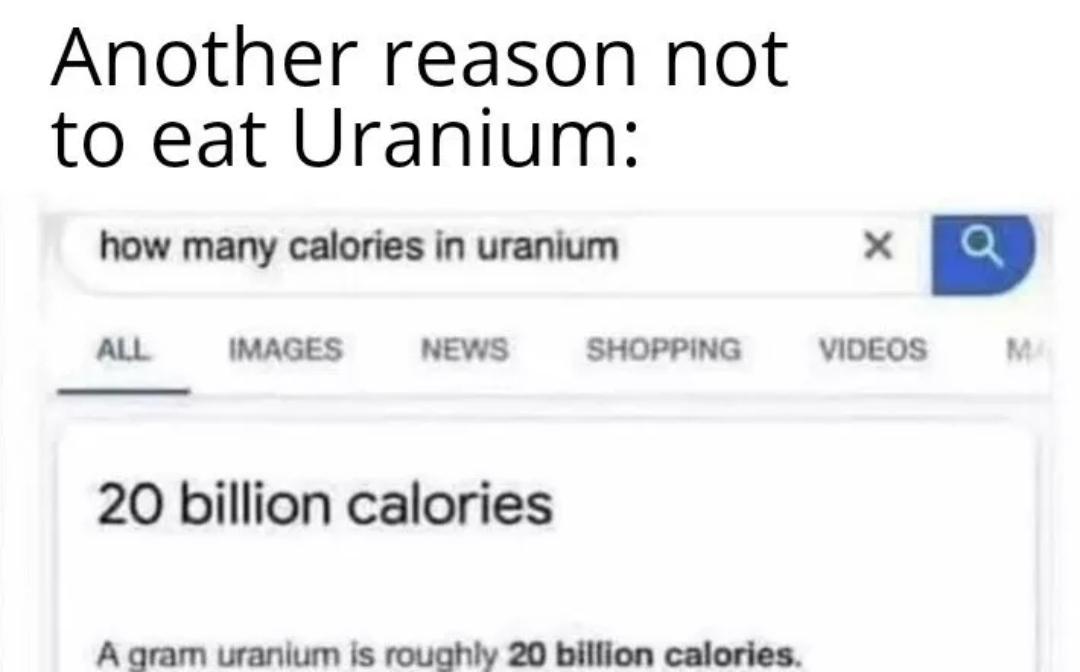 Another reason not
to eat Uranium:
how many calories in uranium
ALL IMAGES NEWS SHOPPING VIDEOS
20 billion calories
A gram uranium is roughly 20 billion calories.